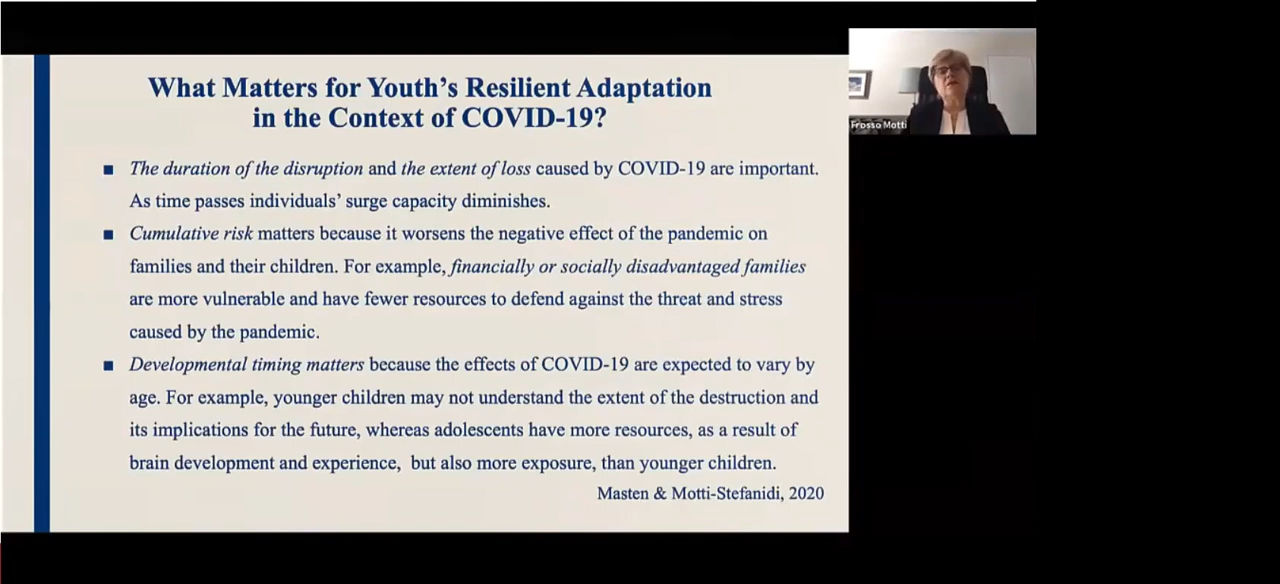 What Matters for Youth's Resilient Adaptation
in the Context of COVID-19?
▪ The duration of the disruption and the extent of loss caused by COVID-19 are important.
As time passes individuals' surge capacity diminishes.
▪ Cumulative risk matters because it worsens the negative effect of the pandemic on
families and their children. For example, financially or socially disadvantaged families
are more vulnerable and have fewer resources to defend against the threat and stress
caused by the pandemic.
▪ Developmental timing matters because the effects of COVID-19 are expected to vary by
age. For example, younger children may not understand the extent of the destruction and
its implications for the future, whereas adolescents have more resources, as a result of
brain development and experience, but also more exposure, than younger children.
Masten & Motti-Stefanidi, 2020
Frosso Motti